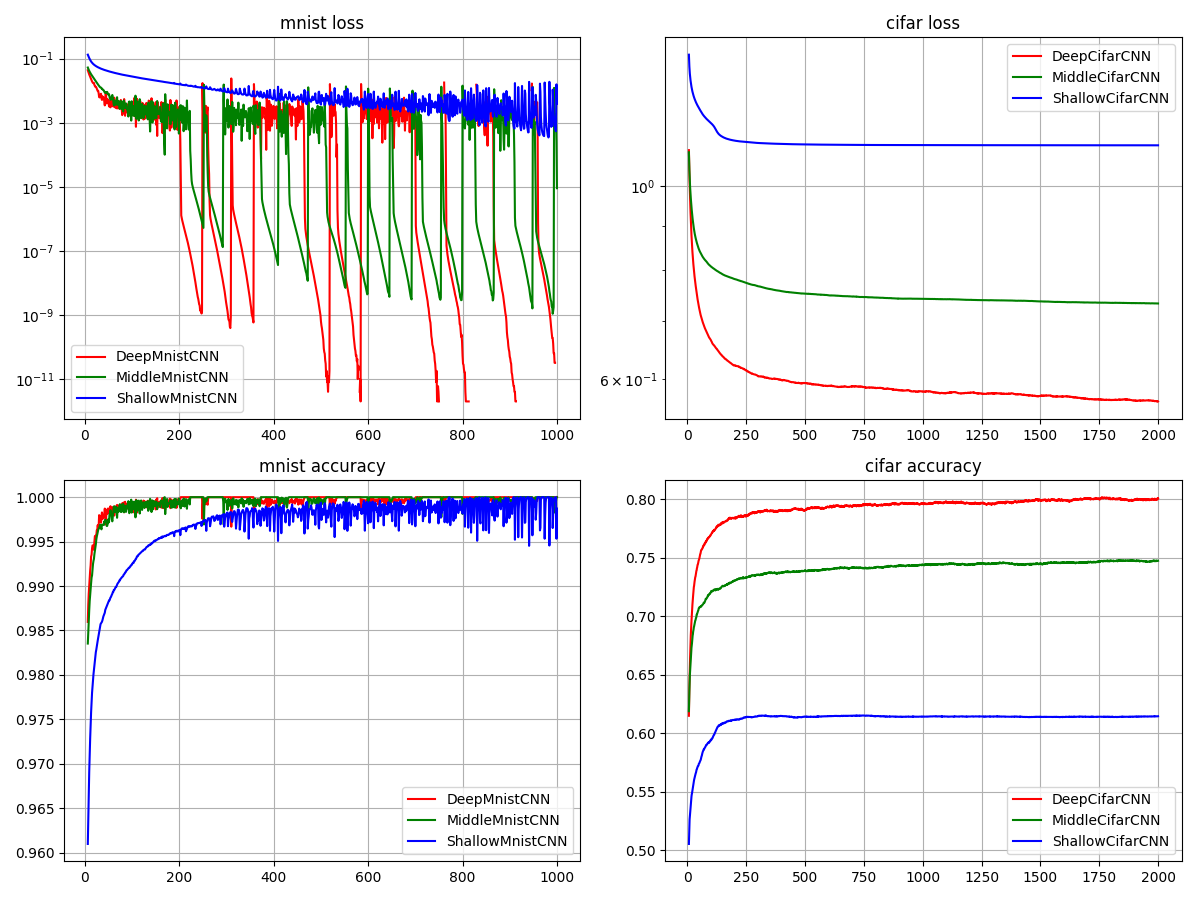 mnist loss
10⁻¹
10⁻³
10⁻⁵
10⁻⁷
10⁻⁹
10⁻¹¹
DeepMnistCNN
MiddleMnistCNN
ShallowMnistCNN
0 200 400 600 800 1000
cifar loss
10⁰
6 × 10⁻¹
DeepCifarCNN
MiddleCifarCNN
ShallowCifarCNN
0 250 500 750 1000 1250 1500 1750 2000
mnist accuracy
1.000
0.995
0.990
0.985
0.980
0.975
0.970
0.965
0.960
DeepMnistCNN
MiddleMnistCNN
ShallowMnistCNN
0 200 400 600 800 1000
cifar accuracy
0.80
0.75
0.70
0.65
0.60
0.55
0.50
DeepCifarCNN
MiddleCifarCNN
ShallowCifarCNN
0 250 500 750 1000 1250 1500 1750 2000